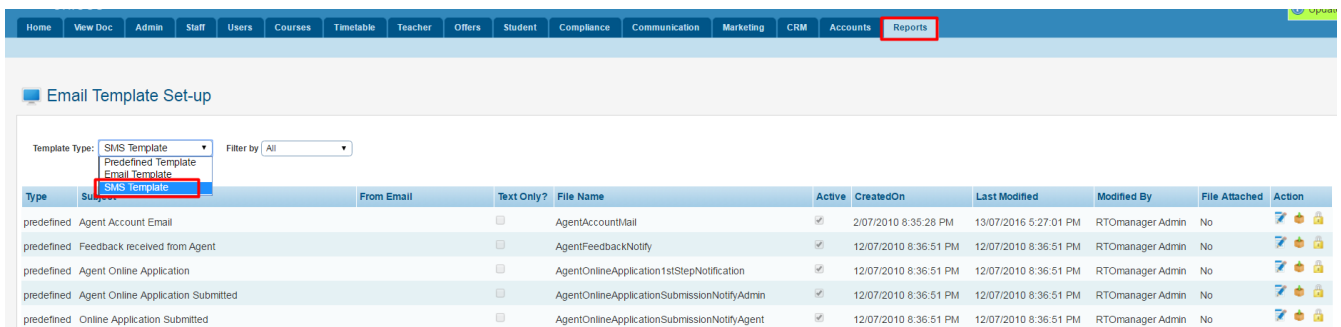 Update
Home View Doc Admin Staff Users Courses Timetable Teacher Offers Student Compliance Communication Marketing CRM Accounts Reports
Email Template Set-up
Template Type: SMS Template Filter by All
Predefined Template
Email Template
SMS Template
Type From Email Text Only? File Name Active CreatedOn Last Modified Modified By File Attached Action
predefined Agent Account Email AgentAccountMail 2/07/2010 8:35:28 PM 13/07/2016 5:27:01 PM RTOmanager Admin No
predefined Feedback received from Agent AgentFeedbackNotify 12/07/2010 8:36:51 PM 12/07/2010 8:36:51 PM RTOmanager Admin No
predefined Agent Online Application AgentOnlineApplication1stStepNotification 12/07/2010 8:36:51 PM 12/07/2010 8:36:51 PM RTOmanager Admin No
predefined Agent Online Application Submitted AgentOnlineApplicationSubmissionNotifyAdmin 12/07/2010 8:36:51 PM 12/07/2010 8:36:51 PM RTOmanager Admin No
predefined Online Application Submitted AgentOnlineApplicationSubmissionNotifyAgent 12/07/2010 8:36:51 PM 12/07/2010 8:36:51 PM RTOmanager Admin No